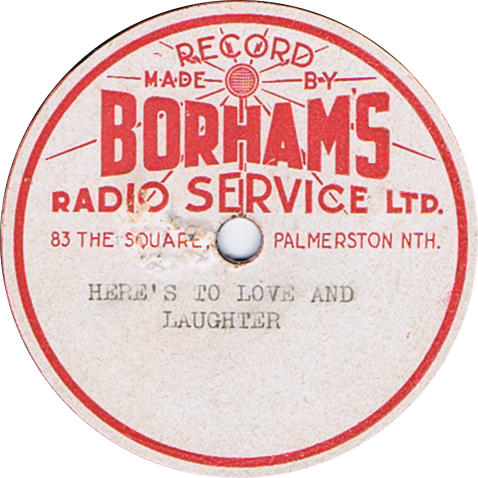 RECORD
MADE BY
BORHAM'S
RADIO SERVICE LTD.
83 THE SQUARE, PALMERSTON NTH.
HERE'S TO LOVE AND
LAUGHTER